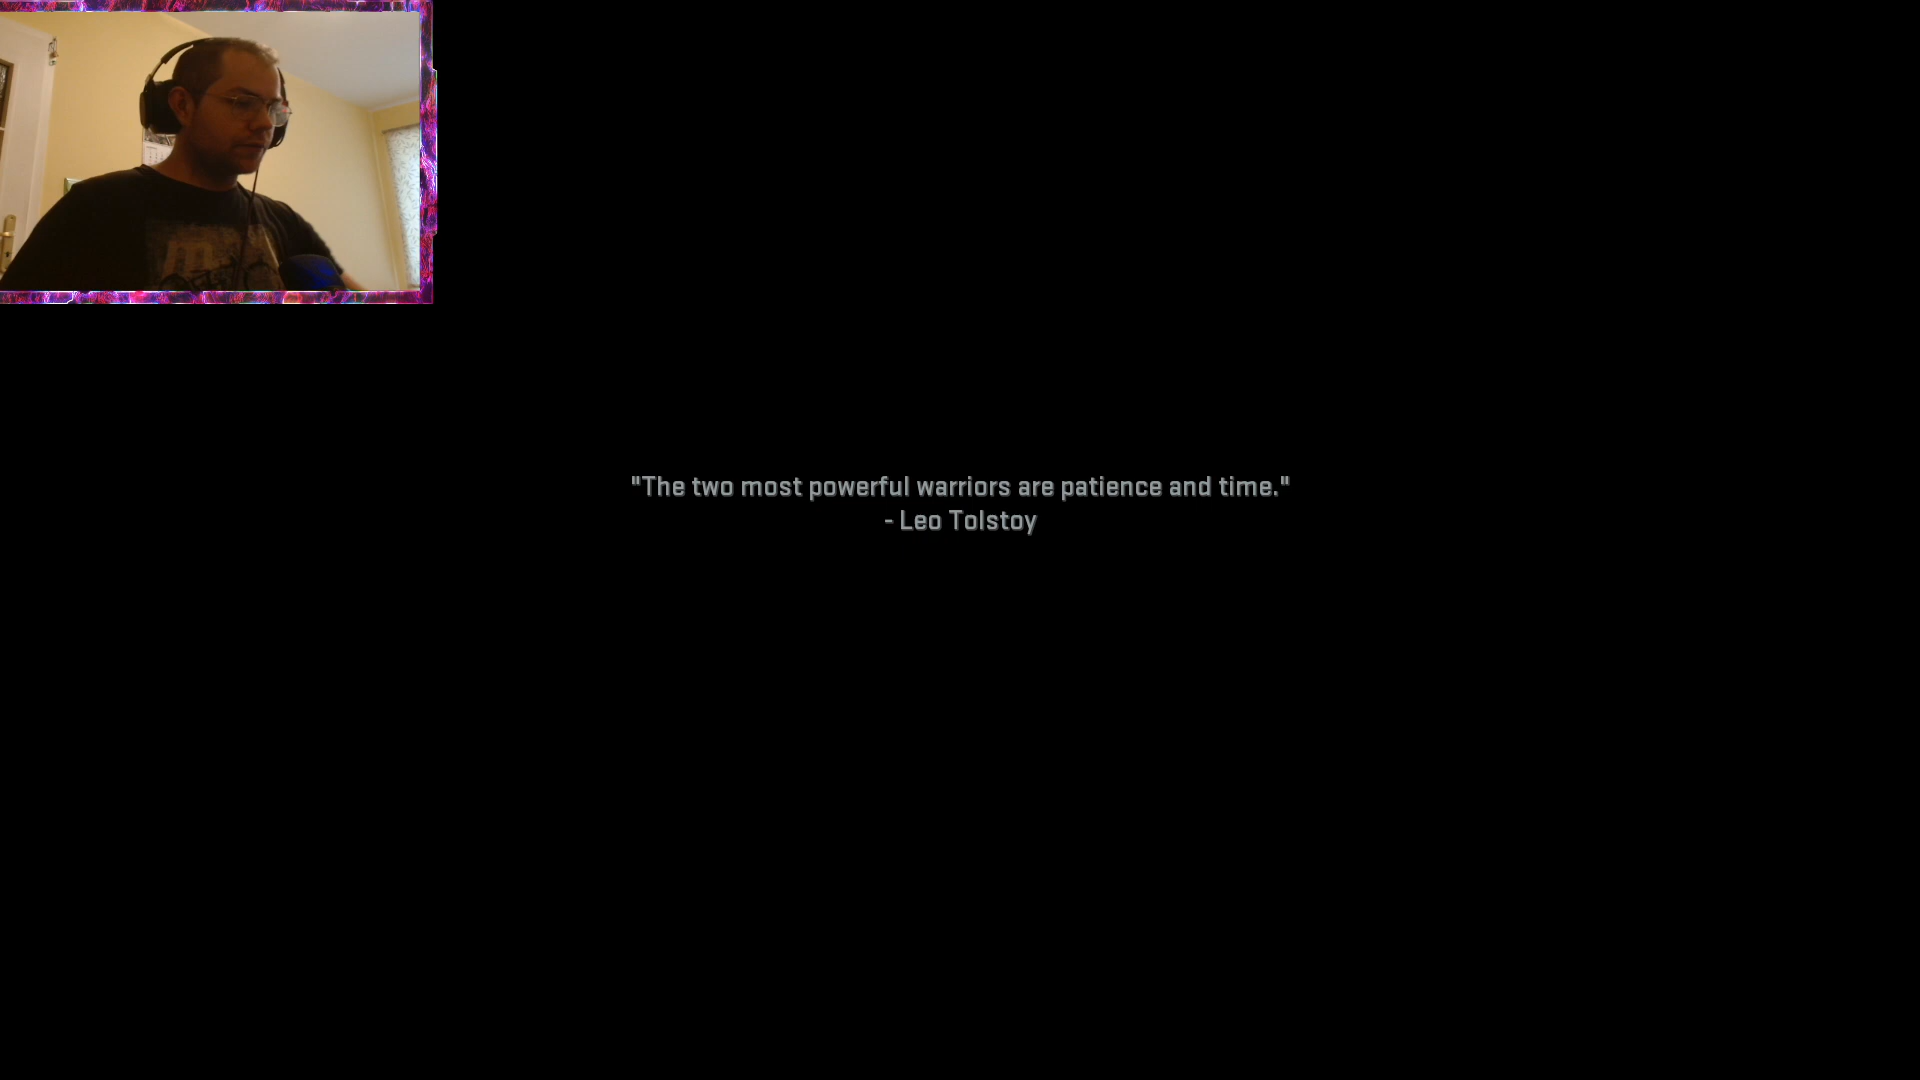 "The two most powerful warriors are patience and time."
- Leo Tolstoy